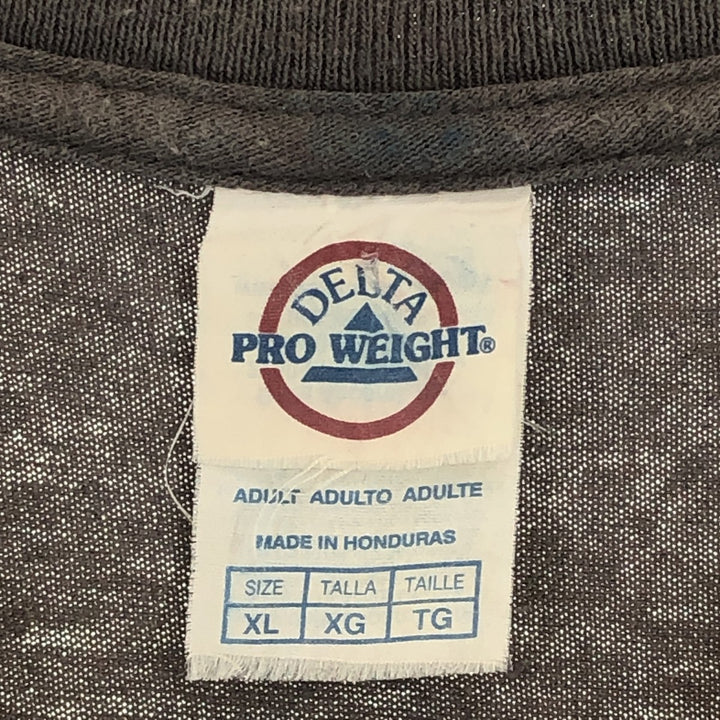 DELTA
PRO WEIGHT®
ADULT ADULTO ADULTE
MADE IN HONDURAS
SIZE TALLA TAILLE
XL XG TG